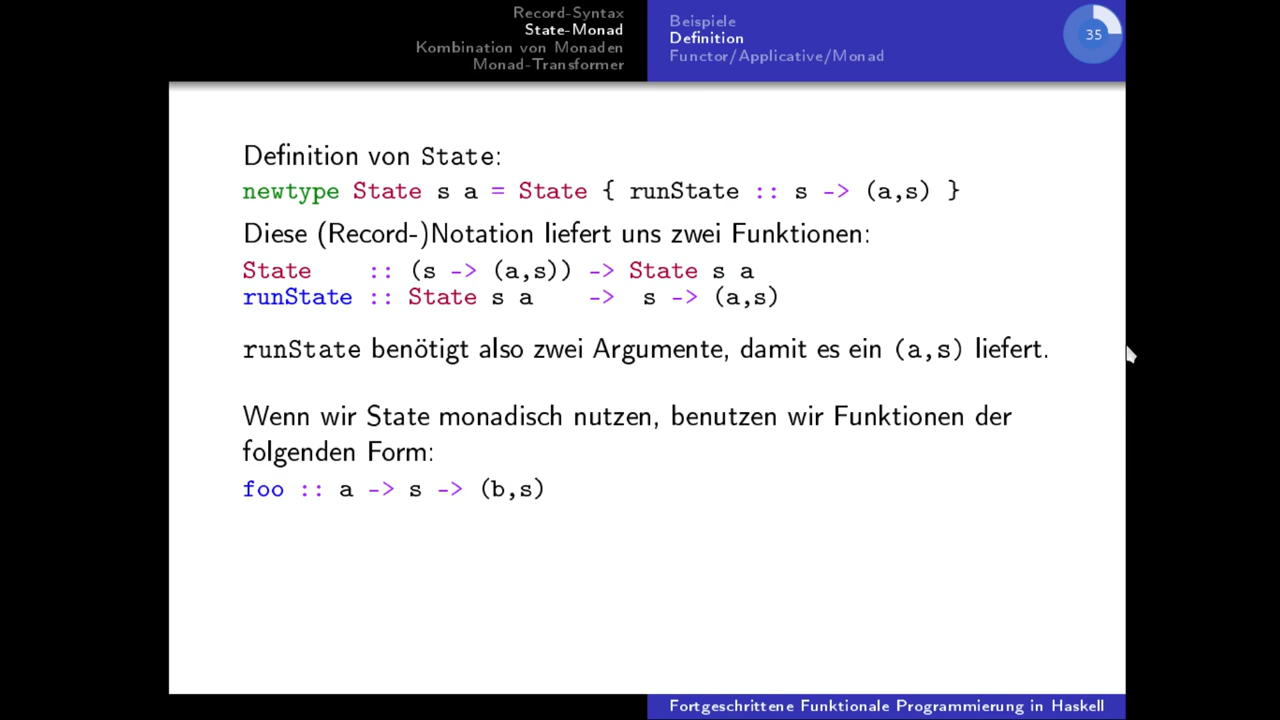 Record-Syntax
State-Monad
Kombination von Monaden
Monad-Transformer
Beispiele
Definition
Functor/Applicative/Monad
35
Definition von State:
newtype State s a = State { runState :: s -> (a,s) }
Diese (Record-)Notation liefert uns zwei Funktionen:
State :: (s -> (a,s)) -> State s a
runState :: State s a -> s -> (a,s)
runState benötigt also zwei Argumente, damit es ein (a,s) liefert.
Wenn wir State monadisch nutzen, benutzen wir Funktionen der
folgenden Form:
foo :: a -> s -> (b,s)
Fortgeschrittene Funktionale Programmierung in Haskell